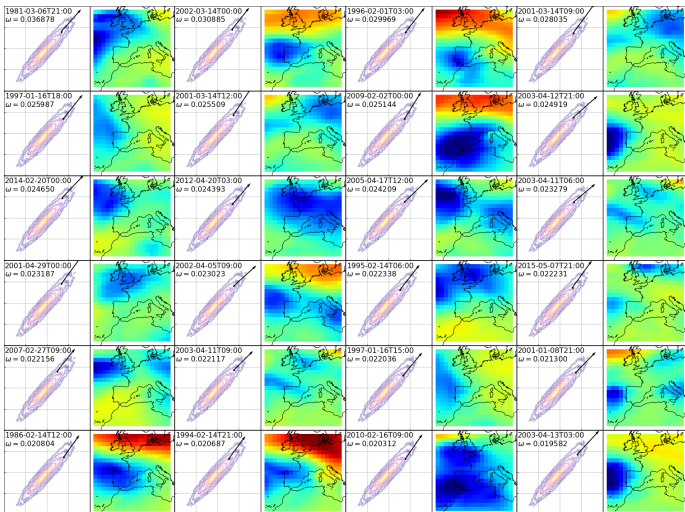 1981-03-06T21:00
ω = 0.036878
2002-03-14T00:00
ω = 0.030885
1996-02-01T03:00
ω = 0.029969
2001-03-14T09:00
ω = 0.028035
1997-01-16T18:00
ω = 0.025987
2001-03-14T12:00
ω = 0.025509
2009-02-02T00:00
ω = 0.025144
2003-04-12T21:00
ω = 0.024919
2014-02-20T00:00
ω = 0.024650
2012-04-20T03:00
ω = 0.024393
2005-04-17T12:00
ω = 0.024209
2003-04-11T06:00
ω = 0.023279
2001-04-29T00:00
ω = 0.023187
2002-04-05T09:00
ω = 0.023023
1995-02-14T06:00
ω = 0.022338
2015-05-07T21:00
ω = 0.022231
2007-02-27T09:00
ω = 0.022156
2003-04-11T09:00
ω = 0.022117
1997-01-16T15:00
ω = 0.022036
2001-01-08T21:00
ω = 0.021300
1986-02-14T12:00
ω = 0.020804
1994-02-14T21:00
ω = 0.020687
2010-02-16T09:00
ω = 0.020312
2003-04-13T03:00
ω = 0.019582